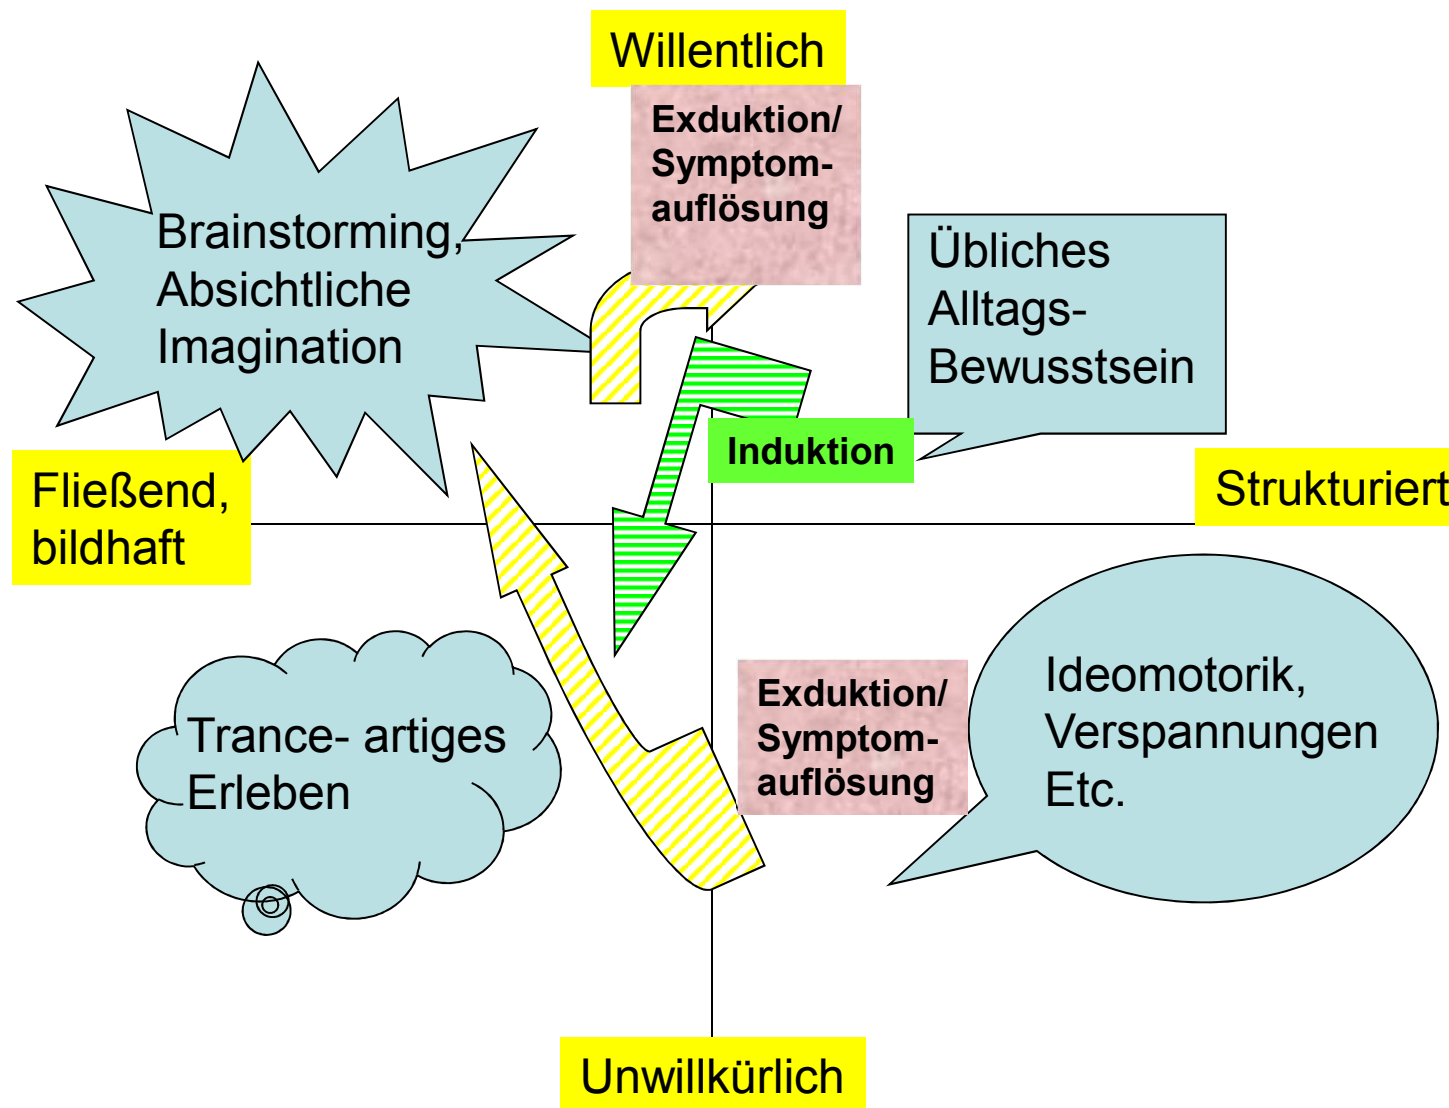 Willentlich
Exduktion/
Symptom-
auflösung
Brainstorming,
Absichtliche
Imagination
Übliches
Alltags-
Bewusstsein
Induktion
Fließend,
bildhaft
Strukturiert
Trance- artiges
Erleben
Exduktion/
Symptom-
auflösung
Ideomotorik,
Verspannungen
Etc.
Unwillkürlich